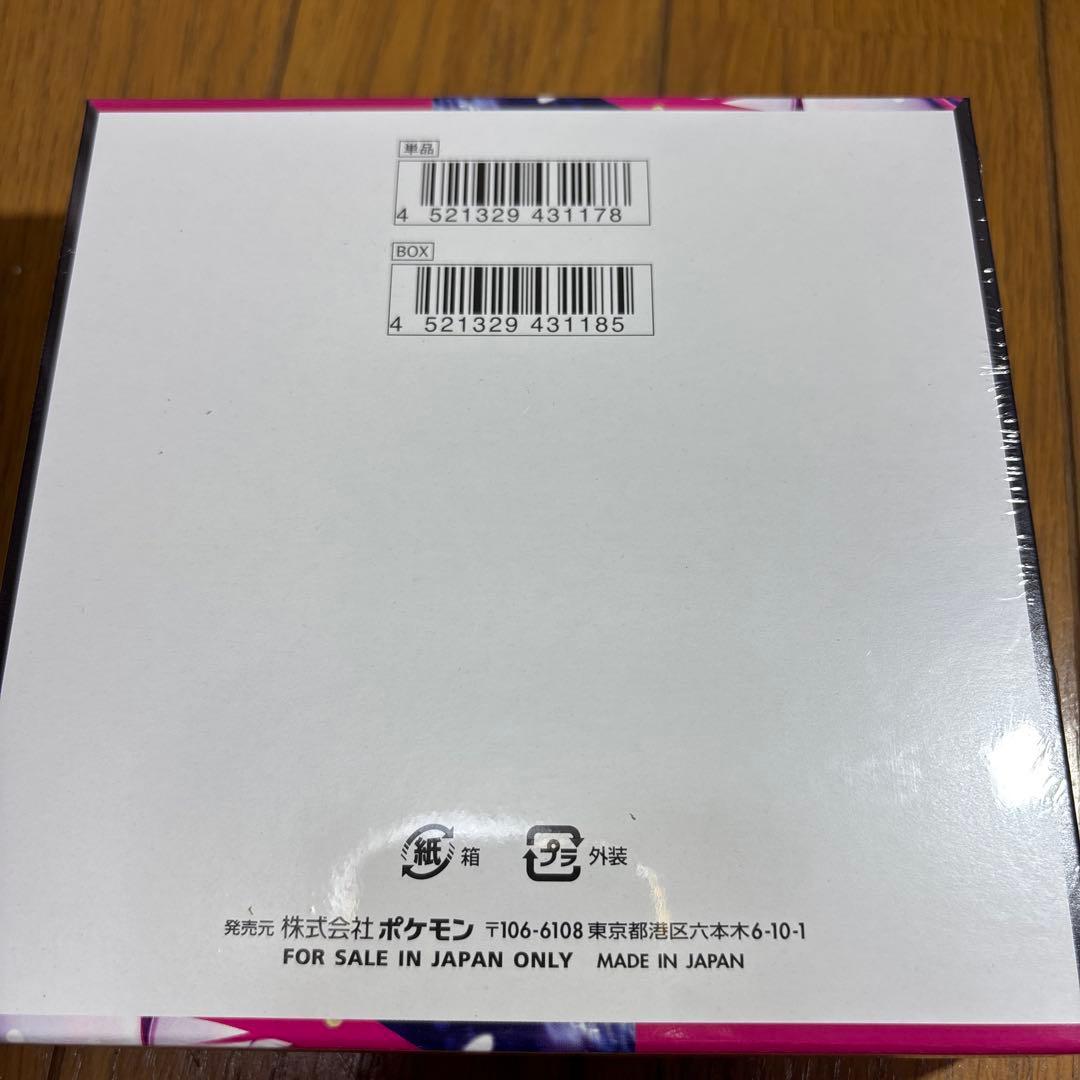 単品
4 521329 431178
BOX
4 521329 431185
紙 箱 プラ 外装
発売元 株式会社 ポケモン 〒106-6108 東京都港区六本木6-10-1
FOR SALE IN JAPAN ONLY MADE IN JAPAN